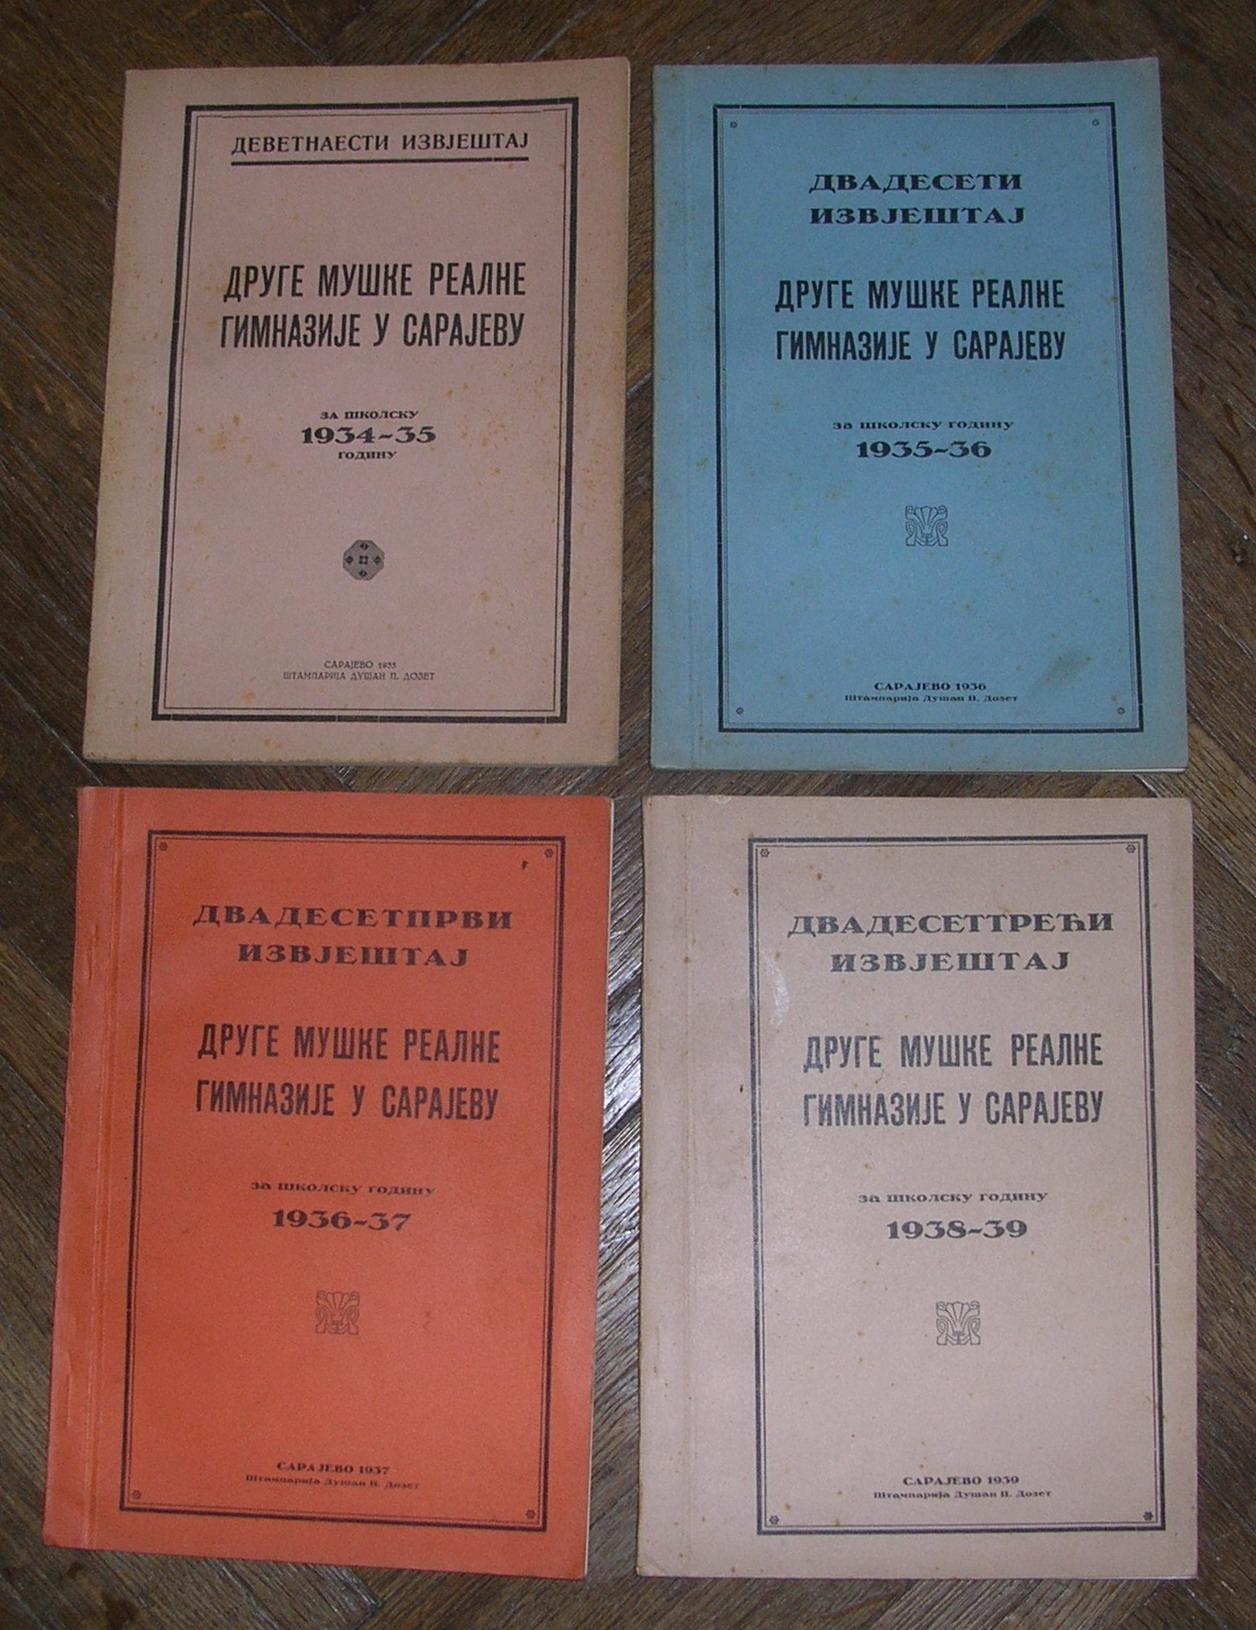 ДЕВЕТНАЕСТИ ИЗВЈЕШТАЈ
ДРУГЕ МУШКЕ РЕАЛНЕ
ГИМНАЗИЈЕ У САРАЈЕВУ
ЗА ШКОЛСКУ
1934-35
ГОДИНУ
САРАЈЕВО 1935
ШТАМПАРИЈА ДУШАН П. ДОЗЕТ
ДВАДЕСЕТИ
ИЗВЈЕШТАЈ
ДРУГЕ МУШКЕ РЕАЛНЕ
ГИМНАЗИЈЕ У САРАЈЕВУ
за школску годину
1935-36
САРАЈЕВО 1936
Штампарија Душан П. Дозет
ДВАДЕСЕТПРВИ
ИЗВЈЕШТАЈ
ДРУГЕ МУШКЕ РЕАЛНЕ
ГИМНАЗИЈЕ У САРАЈЕВУ
за школску годину
1936-37
САРАЈЕВО 1937
Штампарија Душан П. Дозет
ДВАДЕСЕТТРЕЋИ
ИЗВЈЕШТАЈ
ДРУГЕ МУШКЕ РЕАЛНЕ
ГИМНАЗИЈЕ У САРАЈЕВУ
за школску годину
1938-39
САРАЈЕВО 1939
Штампарија Душан П. Дозет